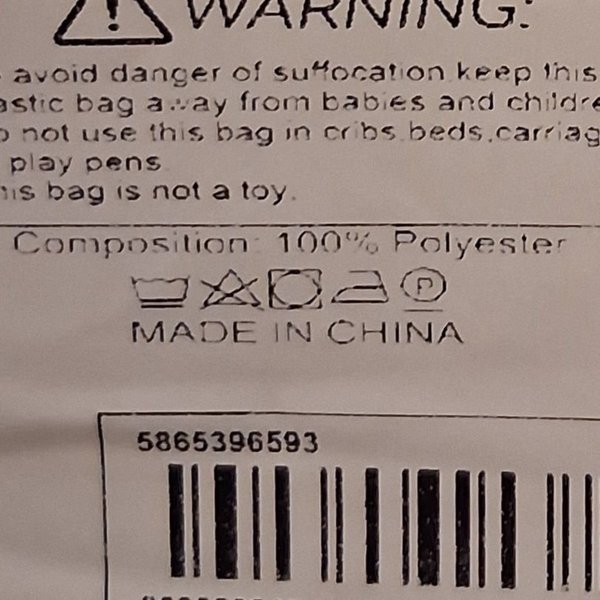 WARNING:
avoid danger of suffocation keep this
astic bag away from babies and childre
not use this bag in cribs,beds,carriag
play pens
his bag is not a toy.
Composition: 100% Polyester
P
MADE IN CHINA
5865396593